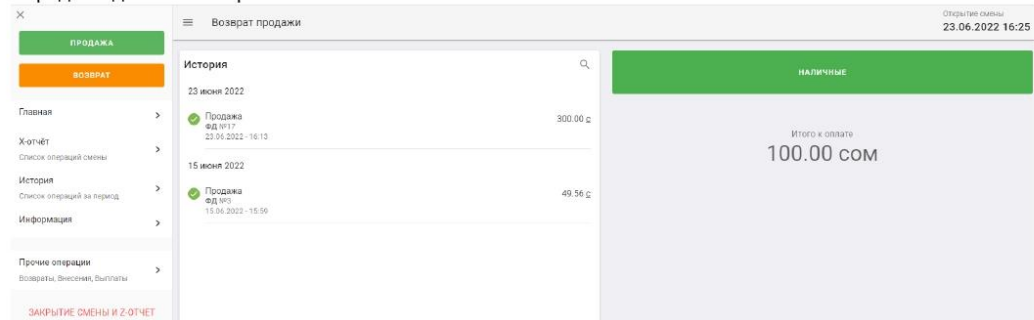 ПРОДАЖА
ВОЗВРАТ
Главная
X-отчёт
Список операций смены
История
Список операций за период
Информация
Прочие операции
Возвраты, Внесения, Выплаты
ЗАКРЫТИЕ СМЕНЫ И Z-ОТЧЕТ
Возврат продажи
Открытие смены
23.06.2022 16:25
История
23 июня 2022
Продажа
300.00 с
ФД №17
23.06.2022 - 16:13
15 июня 2022
Продажа
49.56 с
ФД №3
15.06.2022 - 15:59
НАЛИЧНЫЕ
Итого к оплате
100.00 сом